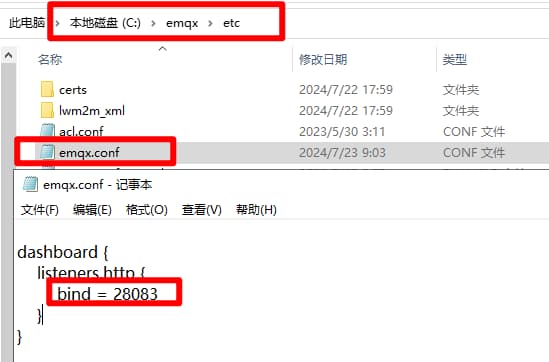 此电脑 › 本地磁盘 (C:) › emqx › etc
名称 修改日期 类型
certs 2024/7/22 17:59 文件夹
lwm2m_xml 2024/7/22 17:59 文件夹
acl.conf 2023/5/30 3:11 CONF 文件
emqx.conf 2024/7/23 9:03 CONF 文件
emqx.conf - 记事本
文件(F) 编辑(E) 格式(O) 查看(V) 帮助(H)
dashboard {
listeners.http {
bind = 28083
}
}